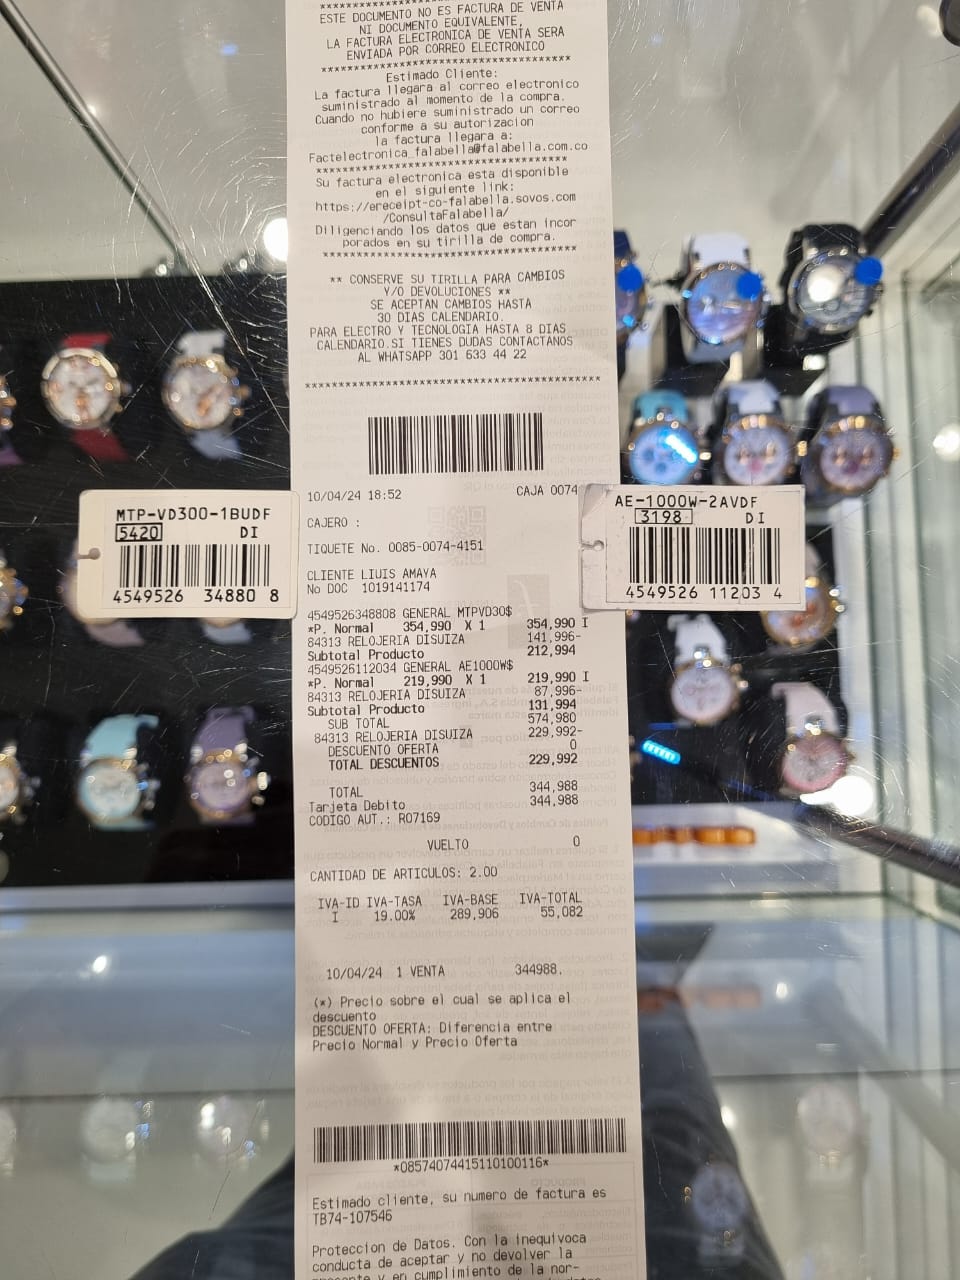 ESTE DOCUMENTO NO ES FACTURA DE VENTA
NI DOCUMENTO EQUIVALENTE,
LA FACTURA ELECTRONICA DE VENTA SERA
ENVIADA POR CORREO ELECTRONICO
****************************************
Estimado Cliente:
La factura llegara al correo electronico
suministrado al momento de la compra.
Cuando no hubiere suministrado un correo
conforme a su autorizacion
la factura llegara a:
Factelectronica_falabella@falabella.com.co
****************************************
Su factura electronica esta disponible
en el siguiente link:
https://ereceipt-co-falabella.sovos.com
/ConsultaFalabella/
Diligenciando los datos que estan incor
porados en su tirilla de compra.
****************************************
** CONSERVE SU TIRILLA PARA CAMBIOS
Y/O DEVOLUCIONES **
SE ACEPTAN CAMBIOS HASTA
30 DIAS CALENDARIO.
PARA ELECTRO Y TECNOLOGIA HASTA 8 DIAS
CALENDARIO.SI TIENES DUDAS CONTACTANOS
AL WHATSAPP 301 633 44 22
****************************************
10/04/24 18:52 CAJA 0074
CAJERO :
TIQUETE No. 0085-0074-4151
CLIENTE LIUIS AMAYA
No DOC 1019141174
4549526348808 GENERAL MTPVD30$
*P. Normal 354,990 X 1 354,990 I
84313 RELOJERIA DISUIZA 141,996-
Subtotal Producto 212,994
4549526112034 GENERAL AE1000W$
*P. Normal 219,990 X 1 219,990 I
84313 RELOJERIA DISUIZA 87,996-
Subtotal Producto 131,994
SUB TOTAL 574,980
84313 RELOJERIA DISUIZA 229,992-
DESCUENTO OFERTA 0
TOTAL DESCUENTOS 229,992
TOTAL 344,988
Tarjeta Debito 344,988
CODIGO AUT.: R07169
VUELTO 0
CANTIDAD DE ARTICULOS: 2.00
IVA-ID IVA-TASA IVA-BASE IVA-TOTAL
I 19.00% 289,906 55,082
10/04/24 1 VENTA 344988.
(*) Precio sobre el cual se aplica el
descuento
DESCUENTO OFERTA: Diferencia entre
Precio Normal y Precio Oferta
*08574074415110100116*
Estimado cliente, su numero de factura es
TB74-107546
Proteccion de Datos. Con la inequivoca
conducta de aceptar y no devolver la
presente y en cumplimiento de la nor-
MTP-VD300-1BUDF
5420 DI
4549526 34880 8
AE-1000W-2AVDF
3198 DI
4549526 11203 4